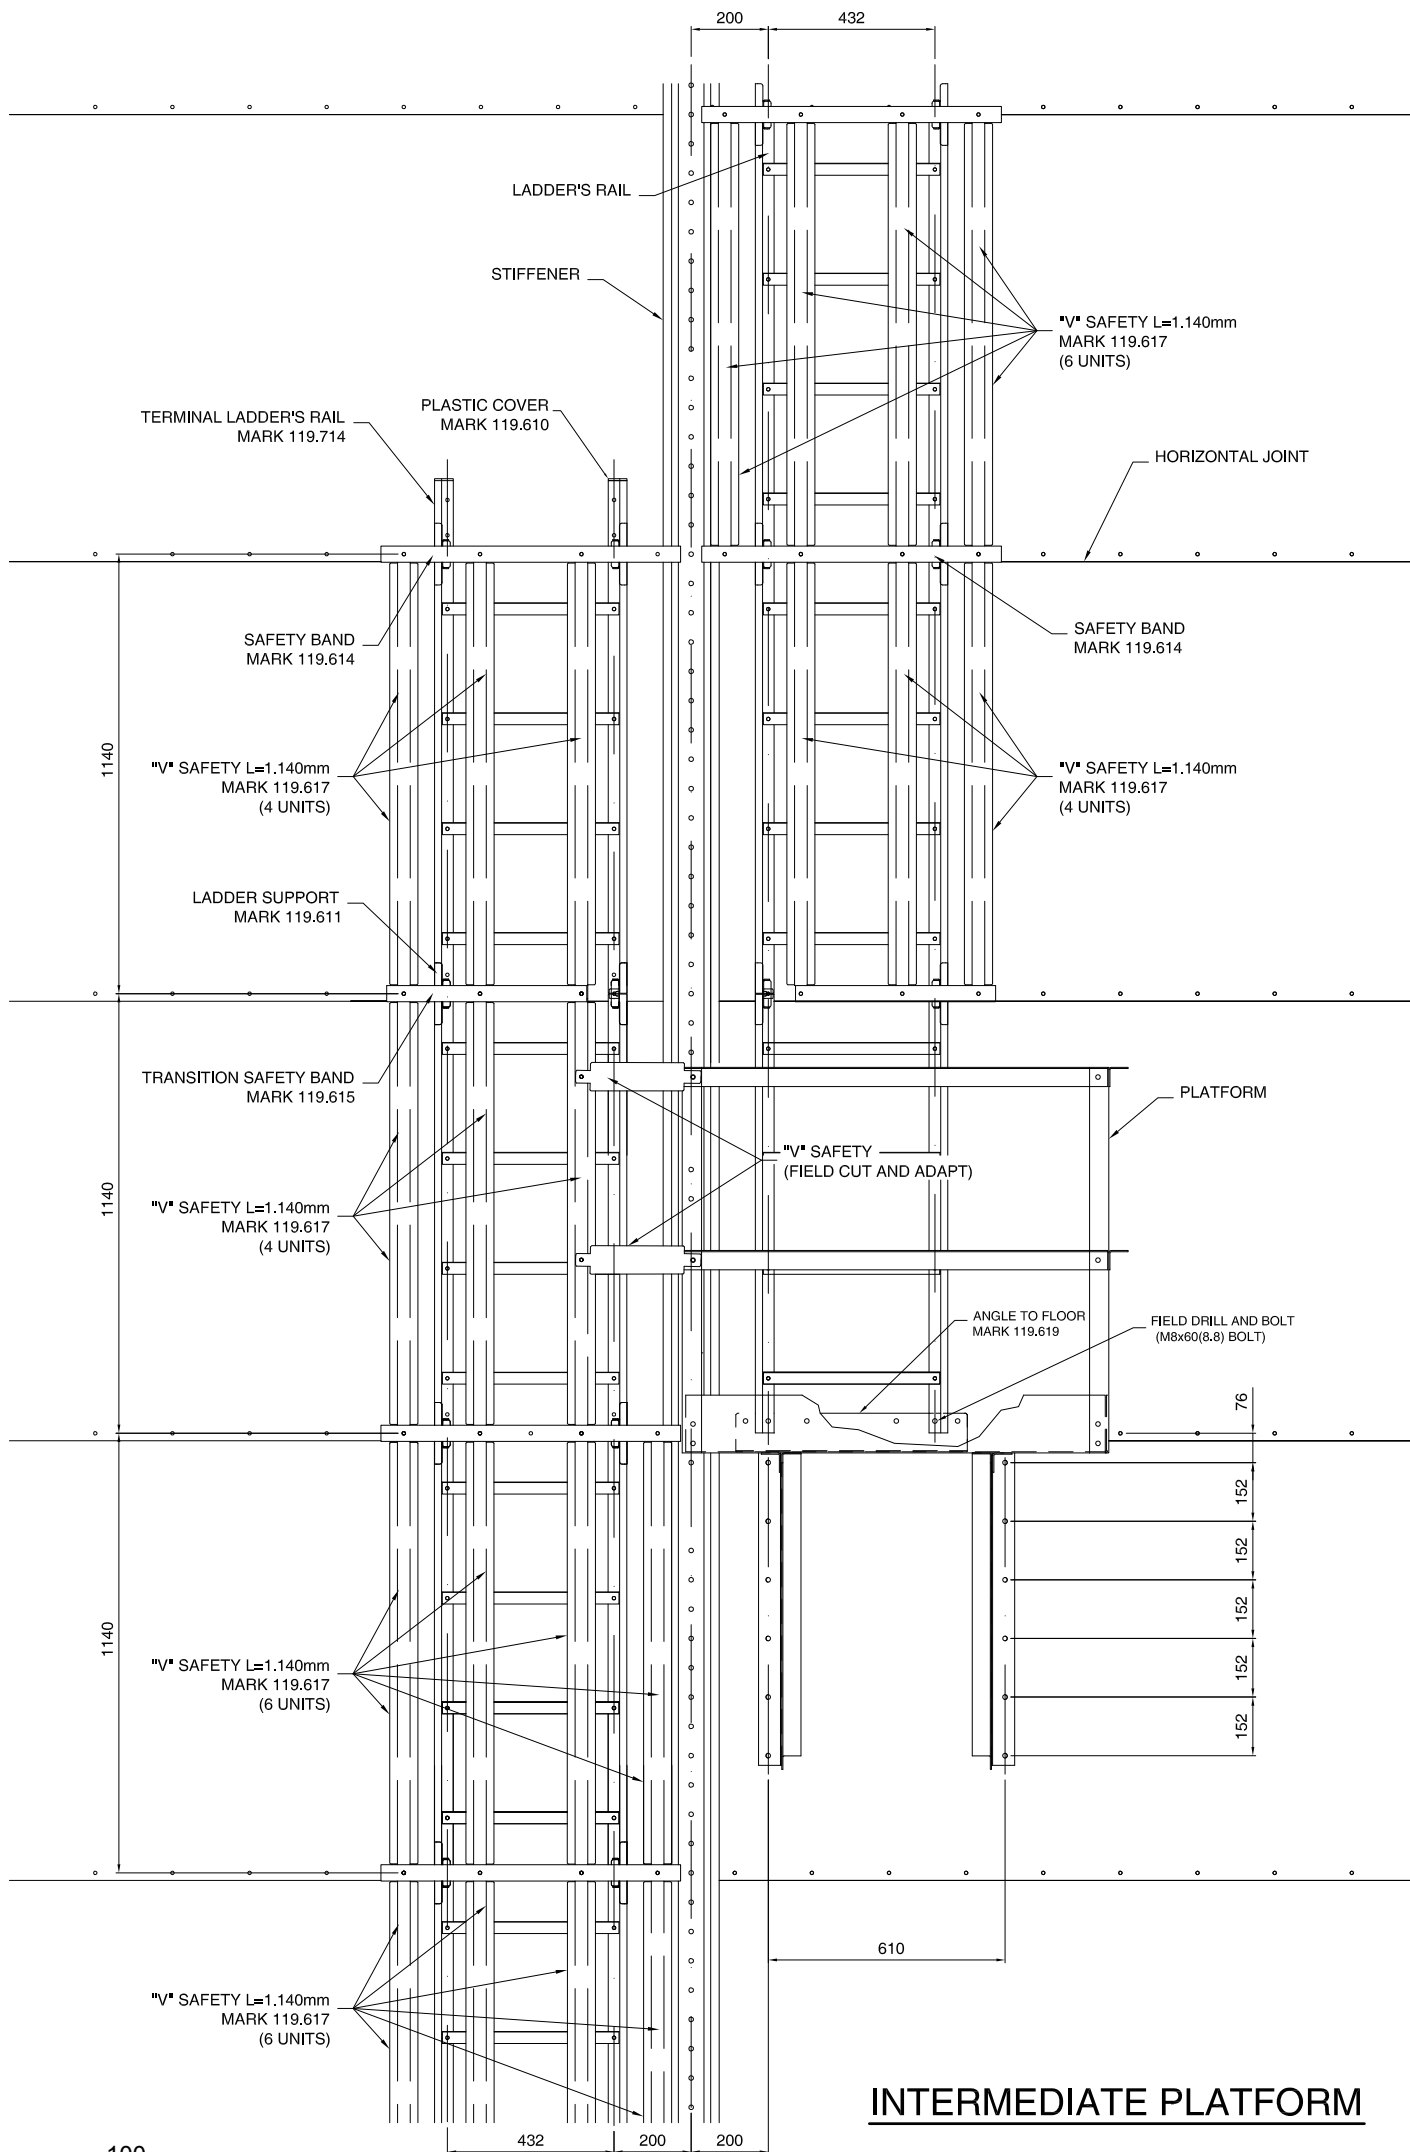 200
432
LADDER'S RAIL
STIFFENER
"V" SAFETY L=1.140mm
MARK 119.617
(6 UNITS)
TERMINAL LADDER'S RAIL
MARK 119.714
PLASTIC COVER
MARK 119.610
HORIZONTAL JOINT
SAFETY BAND
MARK 119.614
SAFETY BAND
MARK 119.614
1140
"V" SAFETY L=1.140mm
MARK 119.617
(4 UNITS)
"V" SAFETY L=1.140mm
MARK 119.617
(4 UNITS)
LADDER SUPPORT
MARK 119.611
TRANSITION SAFETY BAND
MARK 119.615
PLATFORM
"V" SAFETY
(FIELD CUT AND ADAPT)
1140
"V" SAFETY L=1.140mm
MARK 119.617
(4 UNITS)
ANGLE TO FLOOR
MARK 119.619
FIELD DRILL AND BOLT
(M8x60(8.8) BOLT)
76
152
152
152
152
152
1140
"V" SAFETY L=1.140mm
MARK 119.617
(6 UNITS)
610
"V" SAFETY L=1.140mm
MARK 119.617
(6 UNITS)
INTERMEDIATE PLATFORM
432
200
200